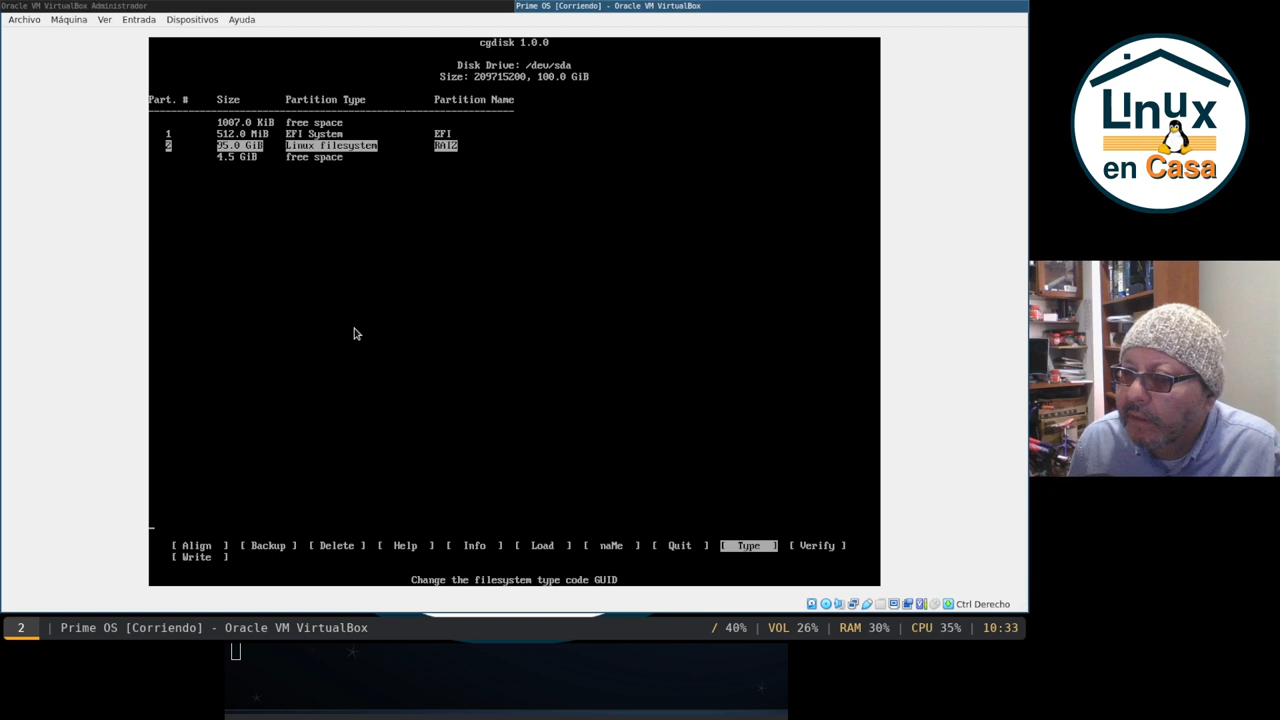 Oracle VM VirtualBox Administrador
Prime OS [Corriendo] - Oracle VM VirtualBox
Archivo Máquina Ver Entrada Dispositivos Ayuda
cgdisk 1.0.0
Disk Drive: /dev/sda
Size: 209715200, 100.0 GiB
Part. # Size Partition Type Partition Name
1007.0 KiB free space
1 512.0 MiB EFI System EFI
2 95.0 GiB Linux filesystem RAIZ
4.5 GiB free space
[ Align ] [ Backup ] [ Delete ] [ Help ] [ Info ] [ Load ] [ naMe ] [ Quit ] [ Type ] [ Verify ]
[ Write ]
Change the filesystem type code GUID
Ctrl Derecho
2 | Prime OS [Corriendo] - Oracle VM VirtualBox / 40% | VOL 26% | RAM 30% | CPU 35% | 10:33
Linux
en Casa